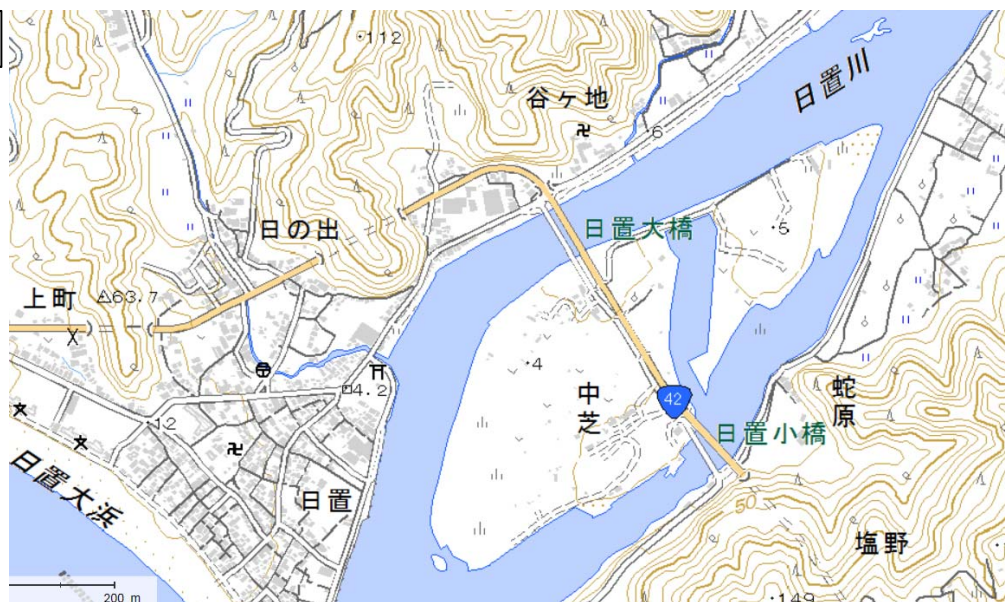 112
谷ヶ地
日置川
6
日の出
日置大橋
5
上町
63.7
4.2
4
42
中芝
蛇原
12
日置小橋
日置大浜
日置
50
塩野
149
200 m